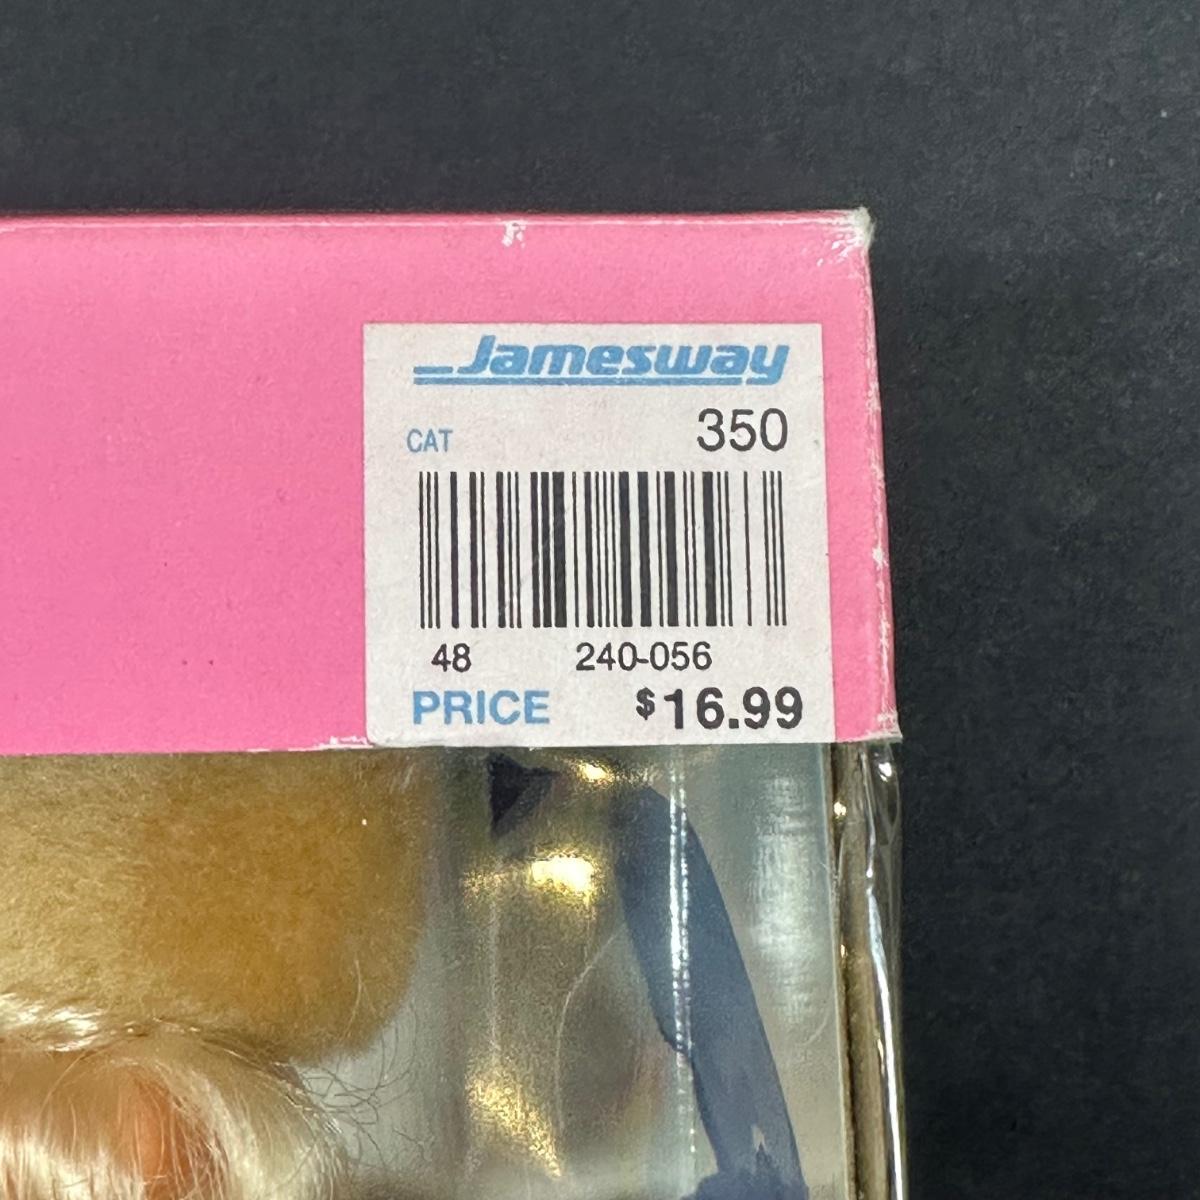 Jamesway
CAT 350
48 240-056
PRICE $16.99